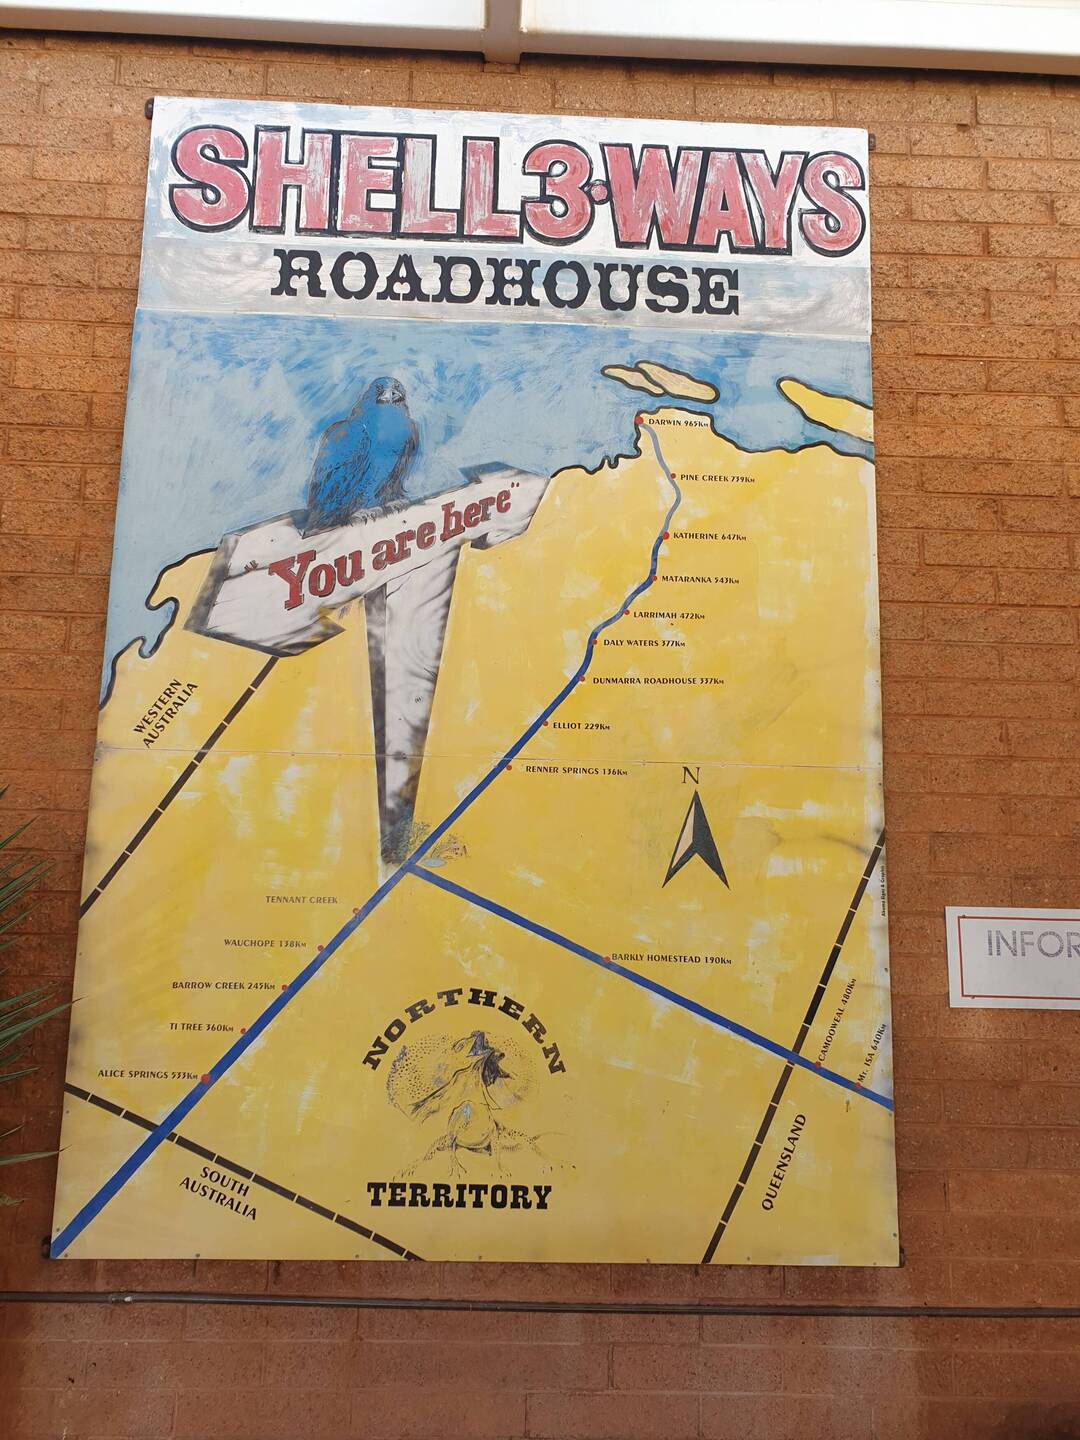 SHELL 3·WAYS
ROADHOUSE
"You are here"
DARWIN 965KM
PINE CREEK 739KM
KATHERINE 647KM
MATARANKA 543KM
LARRIMAH 472KM
DALY WATERS 377KM
DUNMARRA ROADHOUSE 337KM
ELLIOT 229KM
RENNER SPRINGS 136KM
WESTERN
AUSTRALIA
N
TENNANT CREEK
WAUCHOPE 138KM
BARROW CREEK 245KM
TI TREE 360KM
ALICE SPRINGS 533KM
BARKLY HOMESTEAD 190KM
CAMOOWEAL 480KM
MT. ISA 640KM
NORTHERN
TERRITORY
SOUTH
AUSTRALIA
QUEENSLAND
INFOR